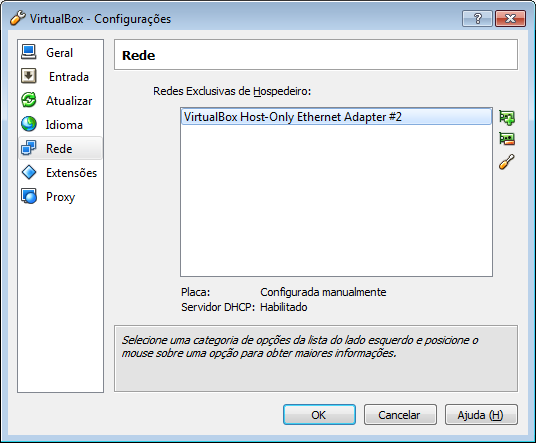 VirtualBox - Configurações
Geral
Entrada
Atualizar
Idioma
Rede
Extensões
Proxy
Rede
Redes Exclusivas de Hospedeiro:
VirtualBox Host-Only Ethernet Adapter #2
Placa: Configurada manualmente
Servidor DHCP: Habilitado
Selecione uma categoria de opções da lista do lado esquerdo e posicione o
mouse sobre uma opção para obter maiores informações.
OK Cancelar Ajuda (H)